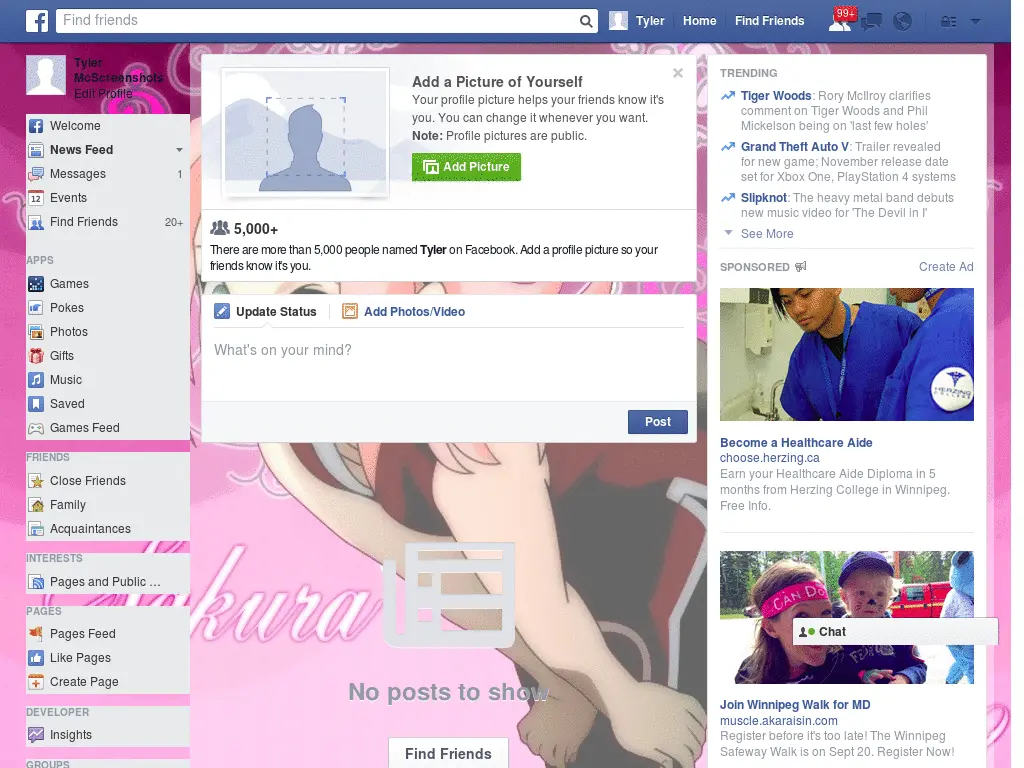 Find friends
Tyler
Home
Find Friends
99+
Tyler
McScreenshots
Edit Profile
Welcome
News Feed
Messages
1
12
Events
Find Friends
20+
APPS
Games
Pokes
Photos
Gifts
Music
Saved
Games Feed
FRIENDS
Close Friends
Family
Acquaintances
INTERESTS
Pages and Public ...
PAGES
Pages Feed
Like Pages
Create Page
DEVELOPER
Insights
GROUPS
Add a Picture of Yourself
Your profile picture helps your friends know it's
you. You can change it whenever you want.
Note: Profile pictures are public.
Add Picture
5,000+
There are more than 5,000 people named Tyler on Facebook. Add a profile picture so your
friends know it's you.
Update Status
Add Photos/Video
What's on your mind?
Post
No posts to show
Find Friends
TRENDING
Tiger Woods: Rory McIlroy clarifies
comment on Tiger Woods and Phil
Mickelson being on 'last few holes'
Grand Theft Auto V: Trailer revealed
for new game; November release date
set for Xbox One, PlayStation 4 systems
Slipknot: The heavy metal band debuts
new music video for 'The Devil in I'
See More
SPONSORED
Create Ad
HERZING
COLLEGE
Become a Healthcare Aide
choose.herzing.ca
Earn your Healthcare Aide Diploma in 5
months from Herzing College in Winnipeg.
Free Info.
CAN DO
Chat
Join Winnipeg Walk for MD
muscle.akaraisin.com
Register before it's too late! The Winnipeg
Safeway Walk is on Sept 20. Register Now!